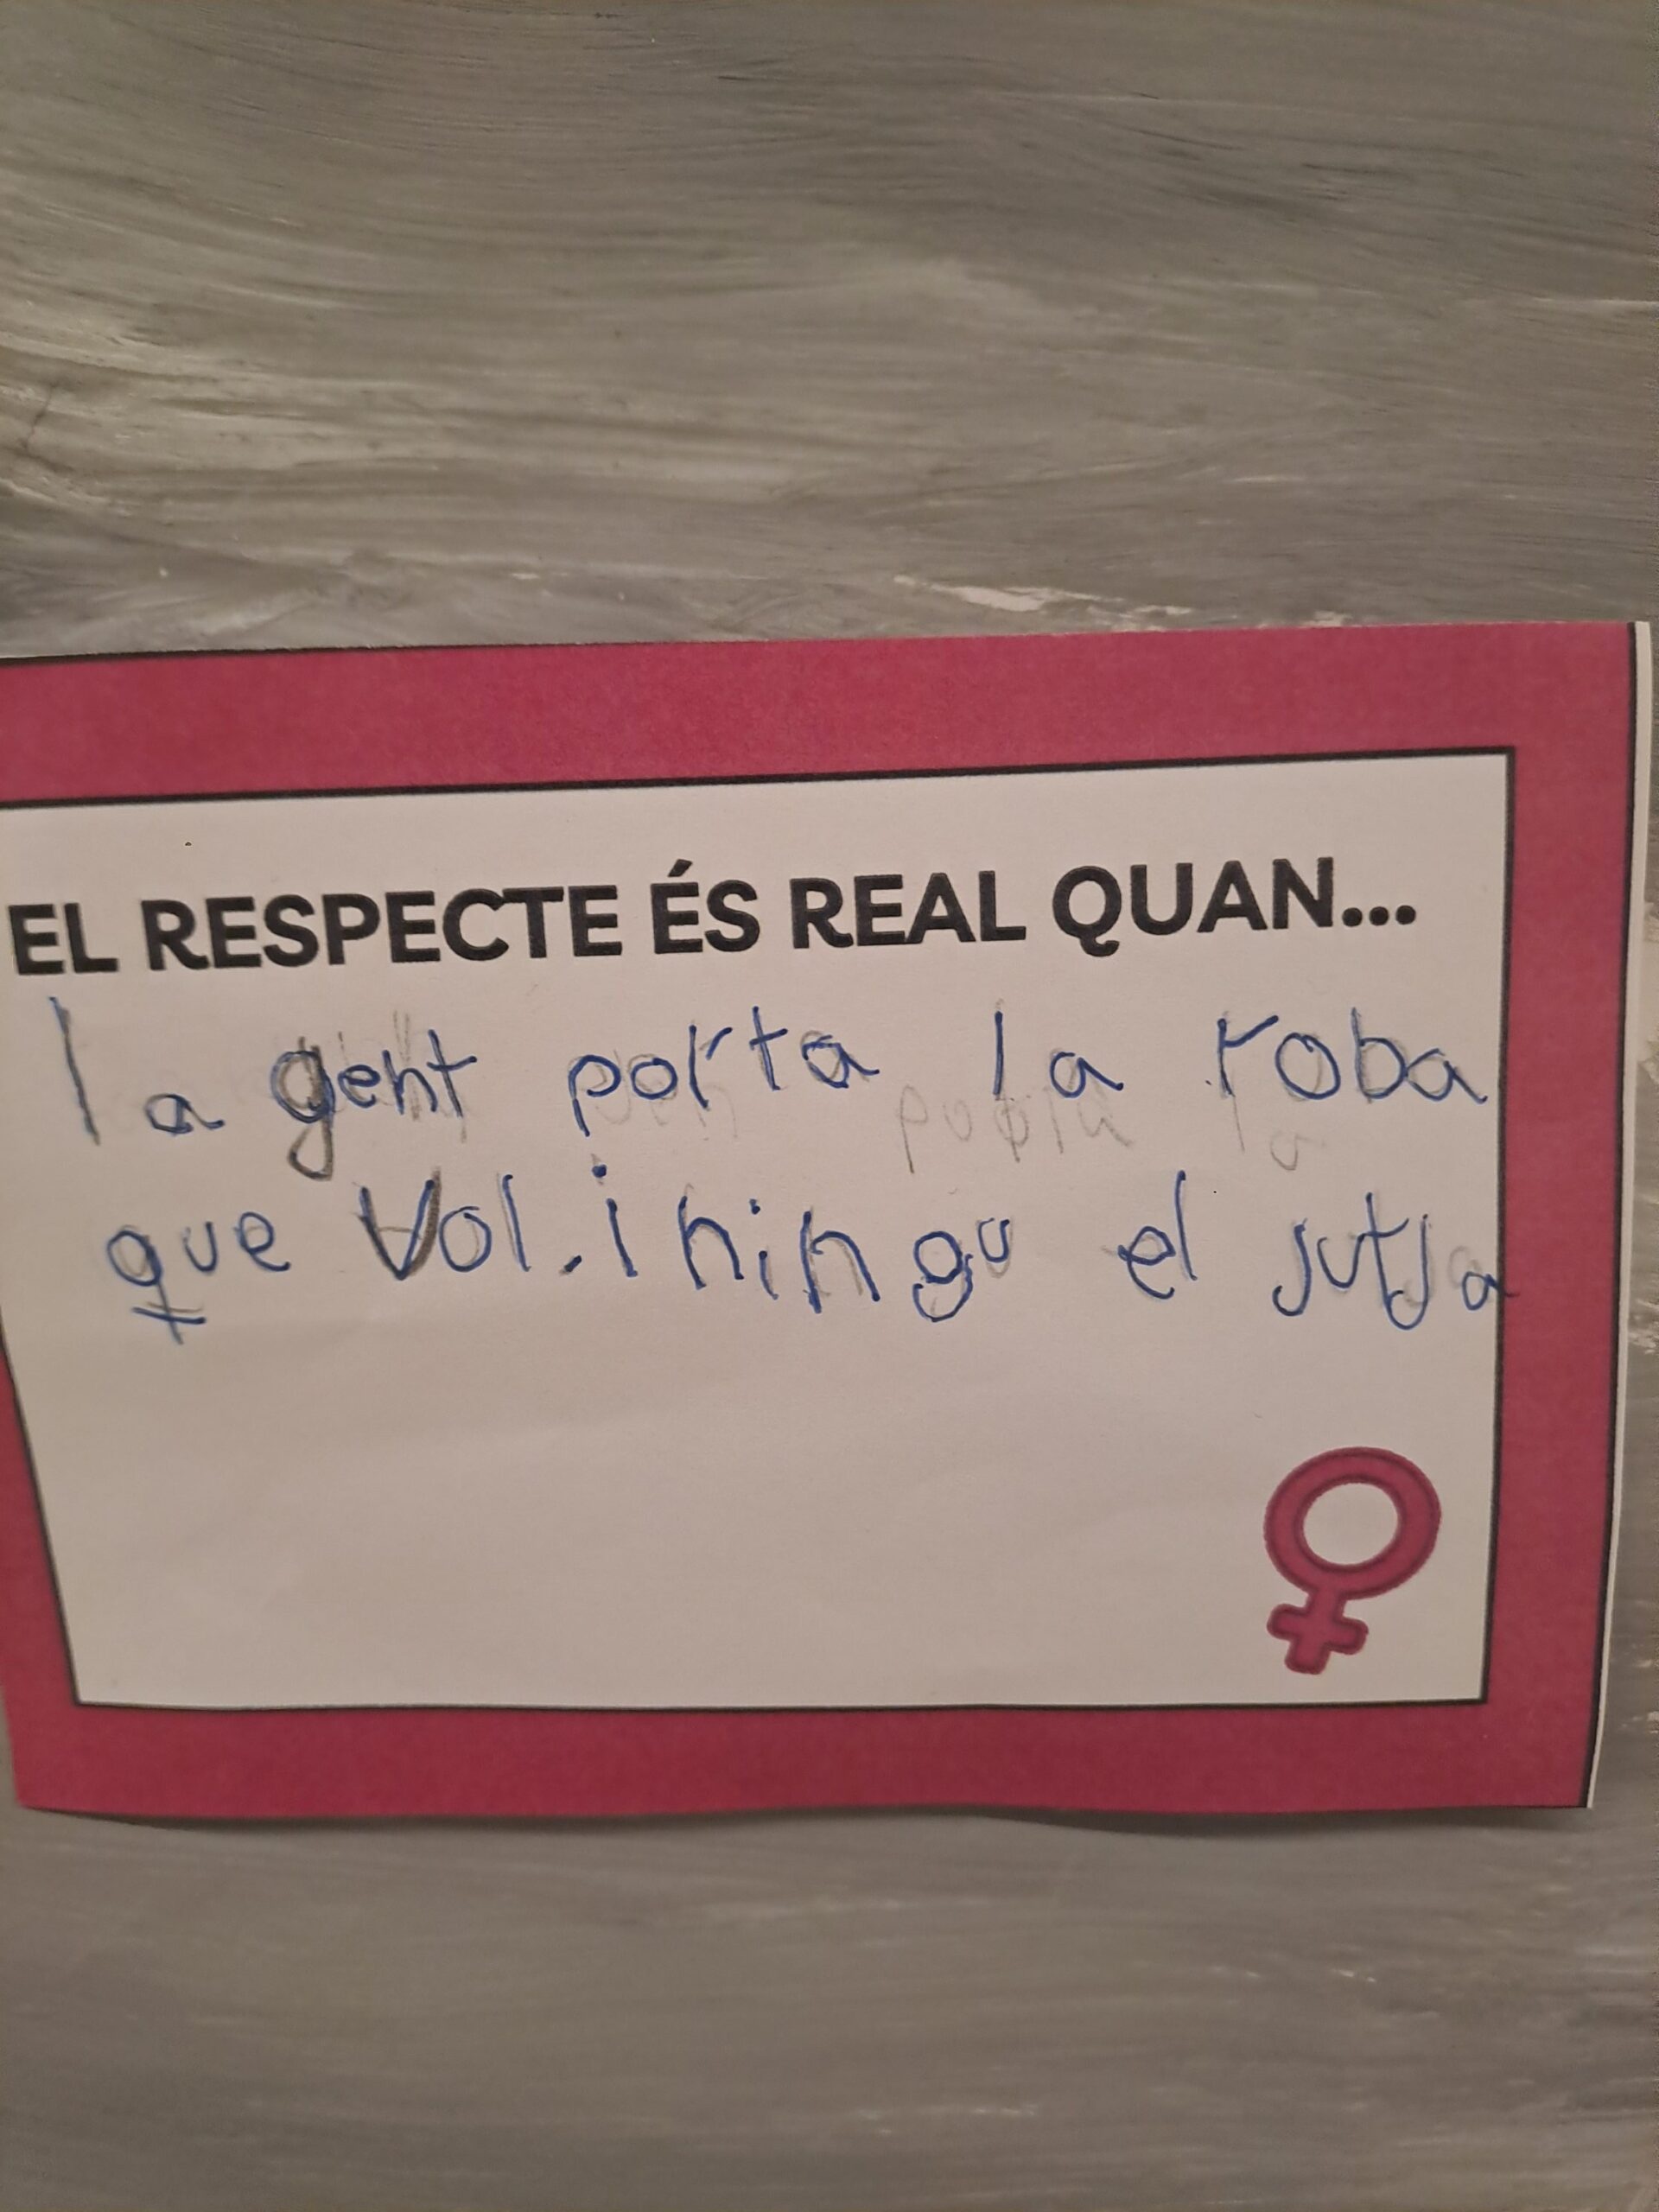 EL RESPECTE ÉS REAL QUAN...
la gent porta la roba
que vol.i ningu el jutja